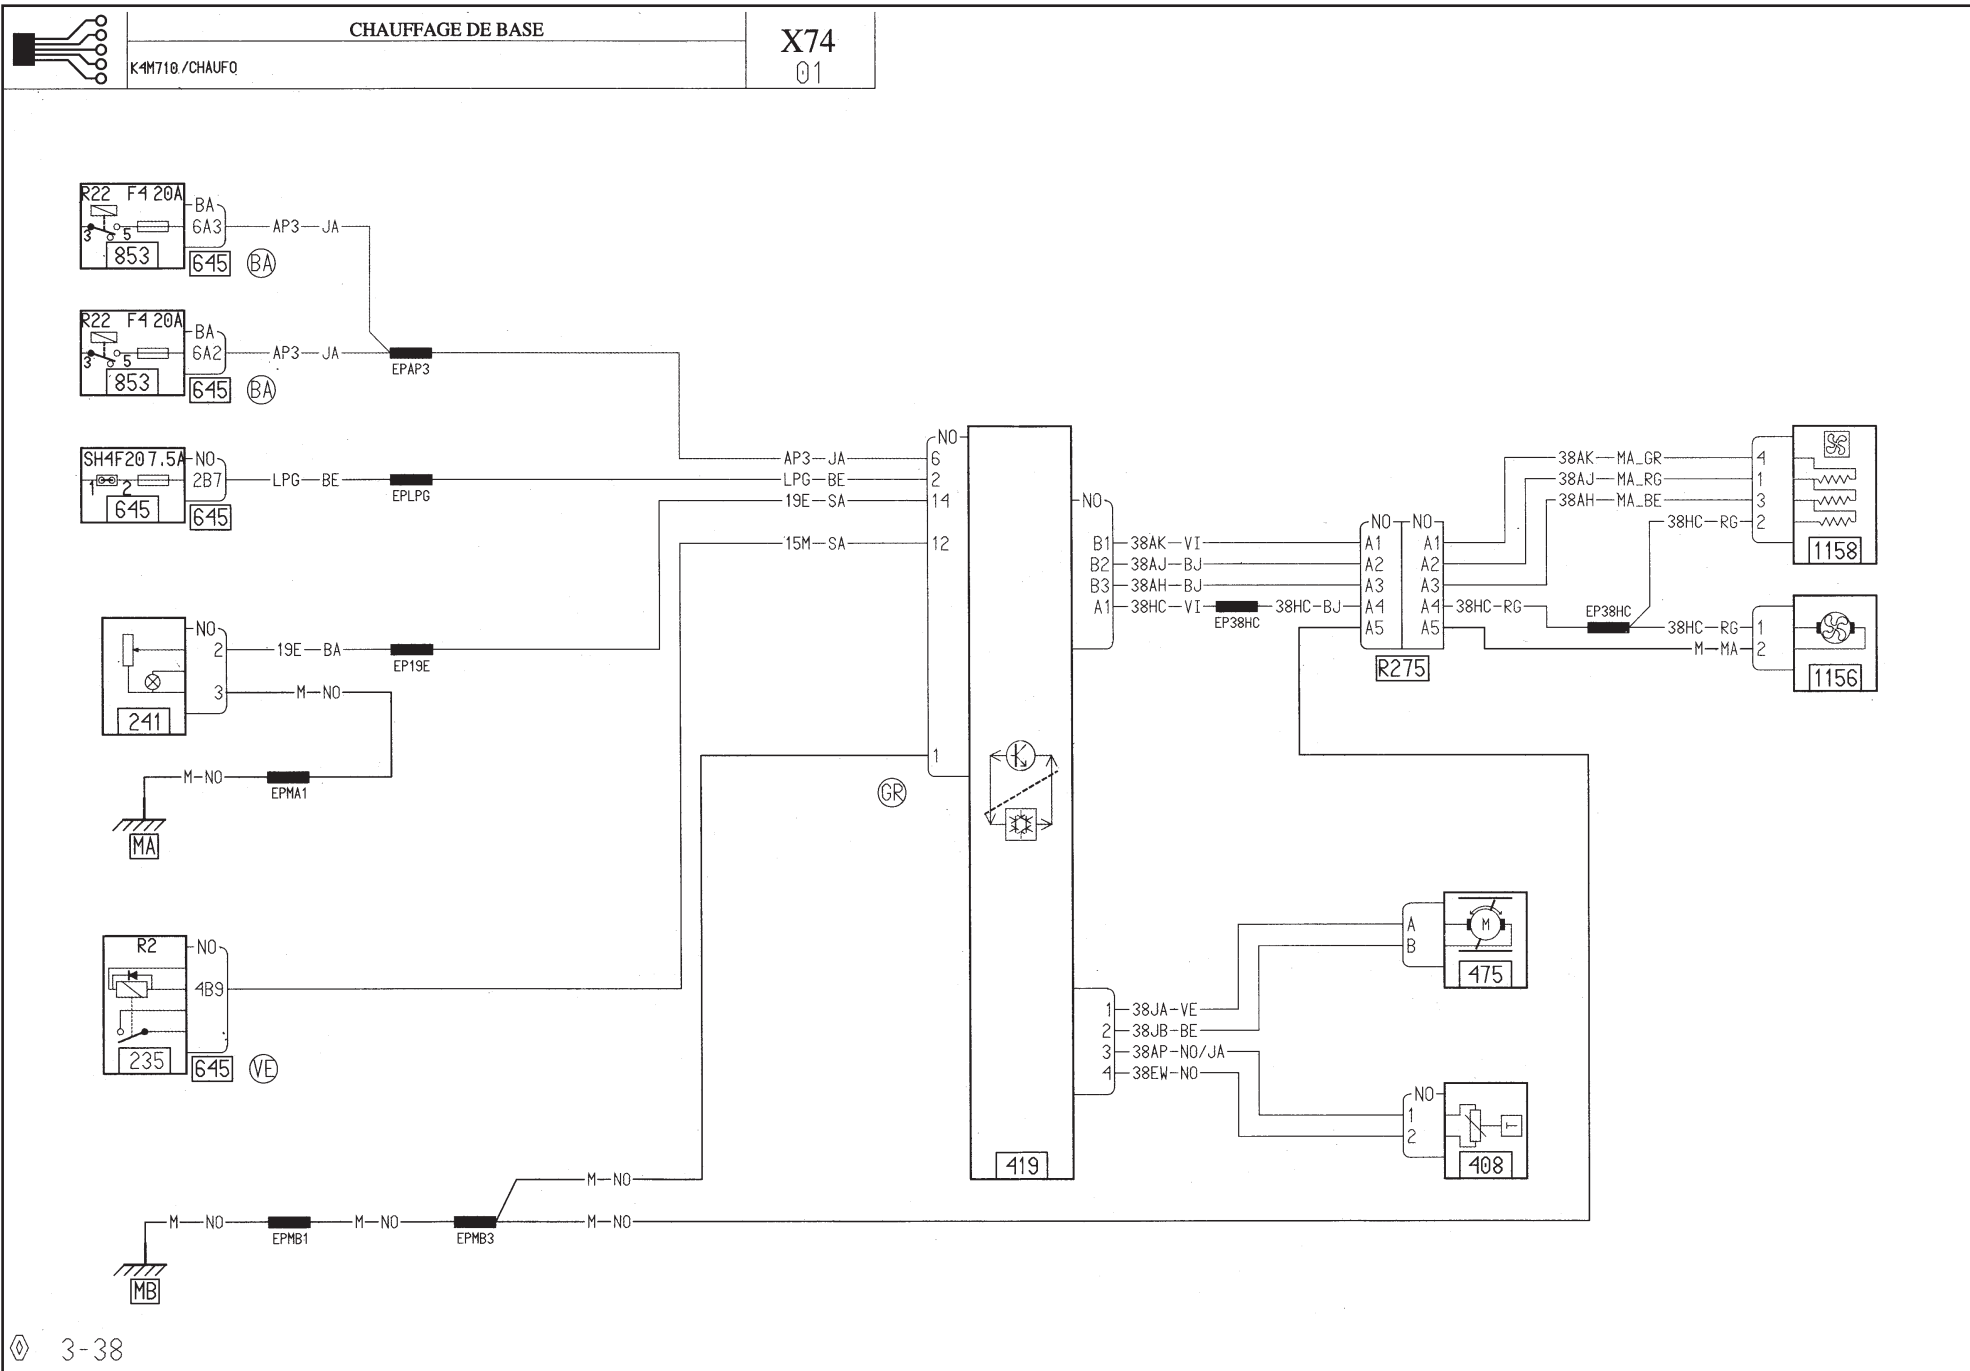 CHAUFFAGE DE BASE
K4M710/CHAUFO
X74
01
R22 F4 20A
BA
6A3
3 5
853
645
BA
AP3 JA
R22 F4 20A
BA
6A2
3 5
853
645
BA
AP3 JA
EPAP3
SH4F20 7.5A
NO
2B7
1 2
645
645
LPG BE
EPLPG
NO
2
3
241
19E BA
EP19E
M NO
M-NO
EPMA1
MA
R2
NO
4B9
235
645
VE
M NO
EPMB1
M NO
EPMB3
M NO
M NO
MB
AP3 JA
LPG BE
19E SA
15M SA
NO
6
2
14
12
1
GR
419
NO
B1 38AK VI
B2 38AJ BJ
B3 38AH BJ
A1 38HC VI
EP38HC
38HC-BJ
NO NO
A1 A1
A2 A2
A3 A3
A4 A4
A5 A5
R275
38HC-RG
EP38HC
38AK MA_GR
38AJ MA_RG
38AH MA_BE
38HC-RG
4
1
3
2
1158
38HC-RG
M MA
1
2
1156
1 38JA-VE
2 38JB-BE
3 38AP-NO/JA
4 38EW-NO
A
B
M
475
NO
1
2
T
408
3-38